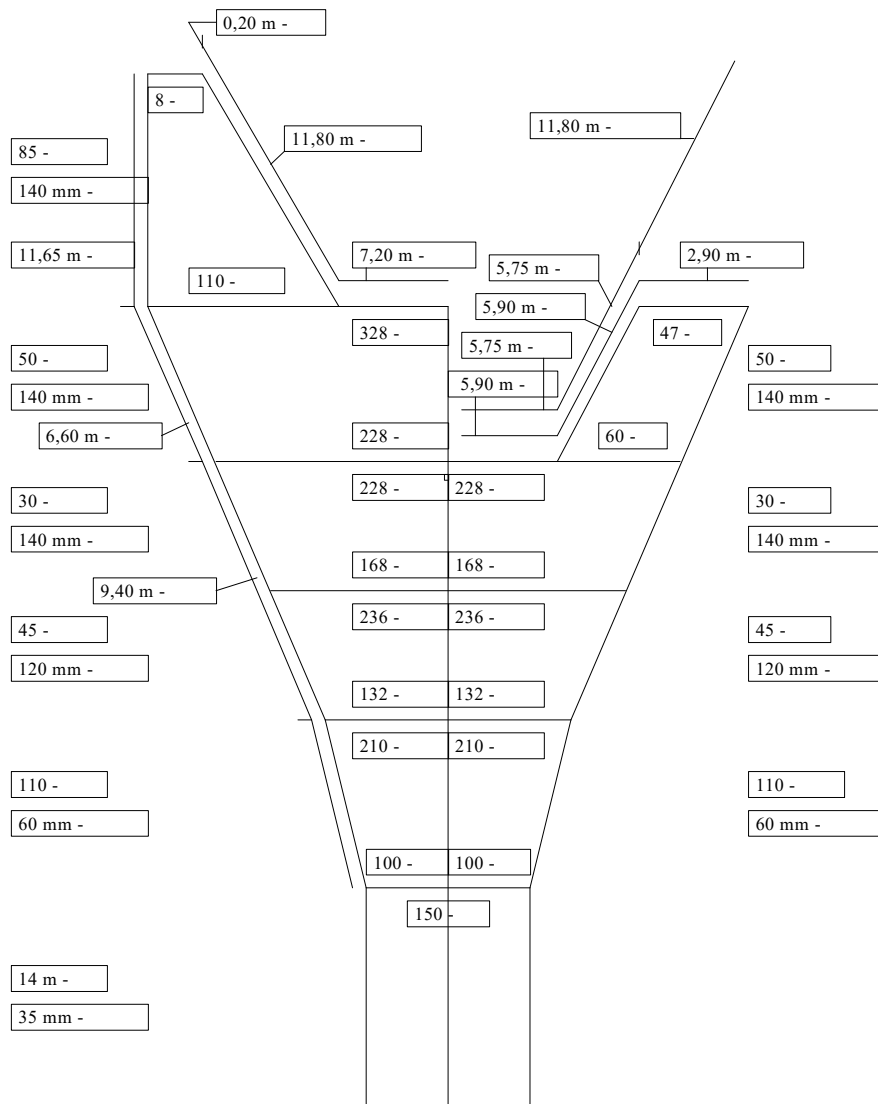 0,20 m -
8 -
11,80 m -
11,80 m -
85 -
140 mm -
11,65 m -
7,20 m -
2,90 m -
5,75 m -
110 -
5,90 m -
328 -
47 -
5,75 m -
50 -
50 -
5,90 m -
140 mm -
140 mm -
6,60 m -
228 -
60 -
228 -
228 -
30 -
30 -
140 mm -
140 mm -
168 -
168 -
9,40 m -
236 -
236 -
45 -
45 -
120 mm -
120 mm -
132 -
132 -
210 -
210 -
110 -
110 -
60 mm -
60 mm -
100 -
100 -
150 -
14 m -
35 mm -